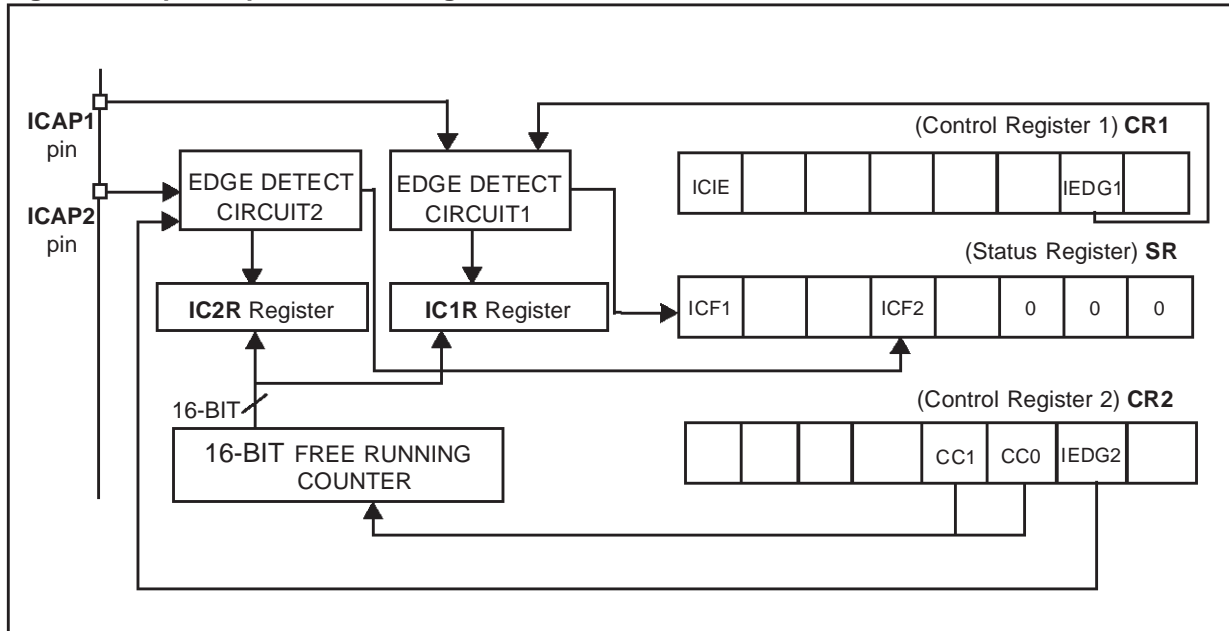 ICAP1
pin
ICAP2
pin
EDGE DETECT
CIRCUIT2
EDGE DETECT
CIRCUIT1
IC2R Register
IC1R Register
16-BIT
16-BIT FREE RUNNING
COUNTER
(Control Register 1) CR1
ICIE IEDG1
(Status Register) SR
ICF1 ICF2 0 0 0
(Control Register 2) CR2
CC1 CC0 IEDG2